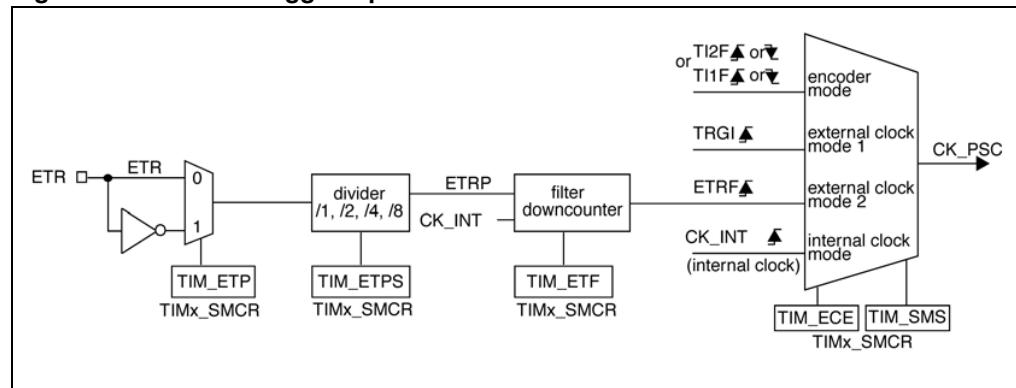 or TI2F or
TI1F or
encoder
mode
TRGI
external clock
mode 1
CK_PSC
ETR
ETR
0
1
divider
/1, /2, /4, /8
ETRP
CK_INT
filter
downcounter
ETRF
external clock
mode 2
CK_INT
(internal clock)
internal clock
mode
TIM_ETP
TIMx_SMCR
TIM_ETPS
TIMx_SMCR
TIM_ETF
TIMx_SMCR
TIM_ECE
TIM_SMS
TIMx_SMCR